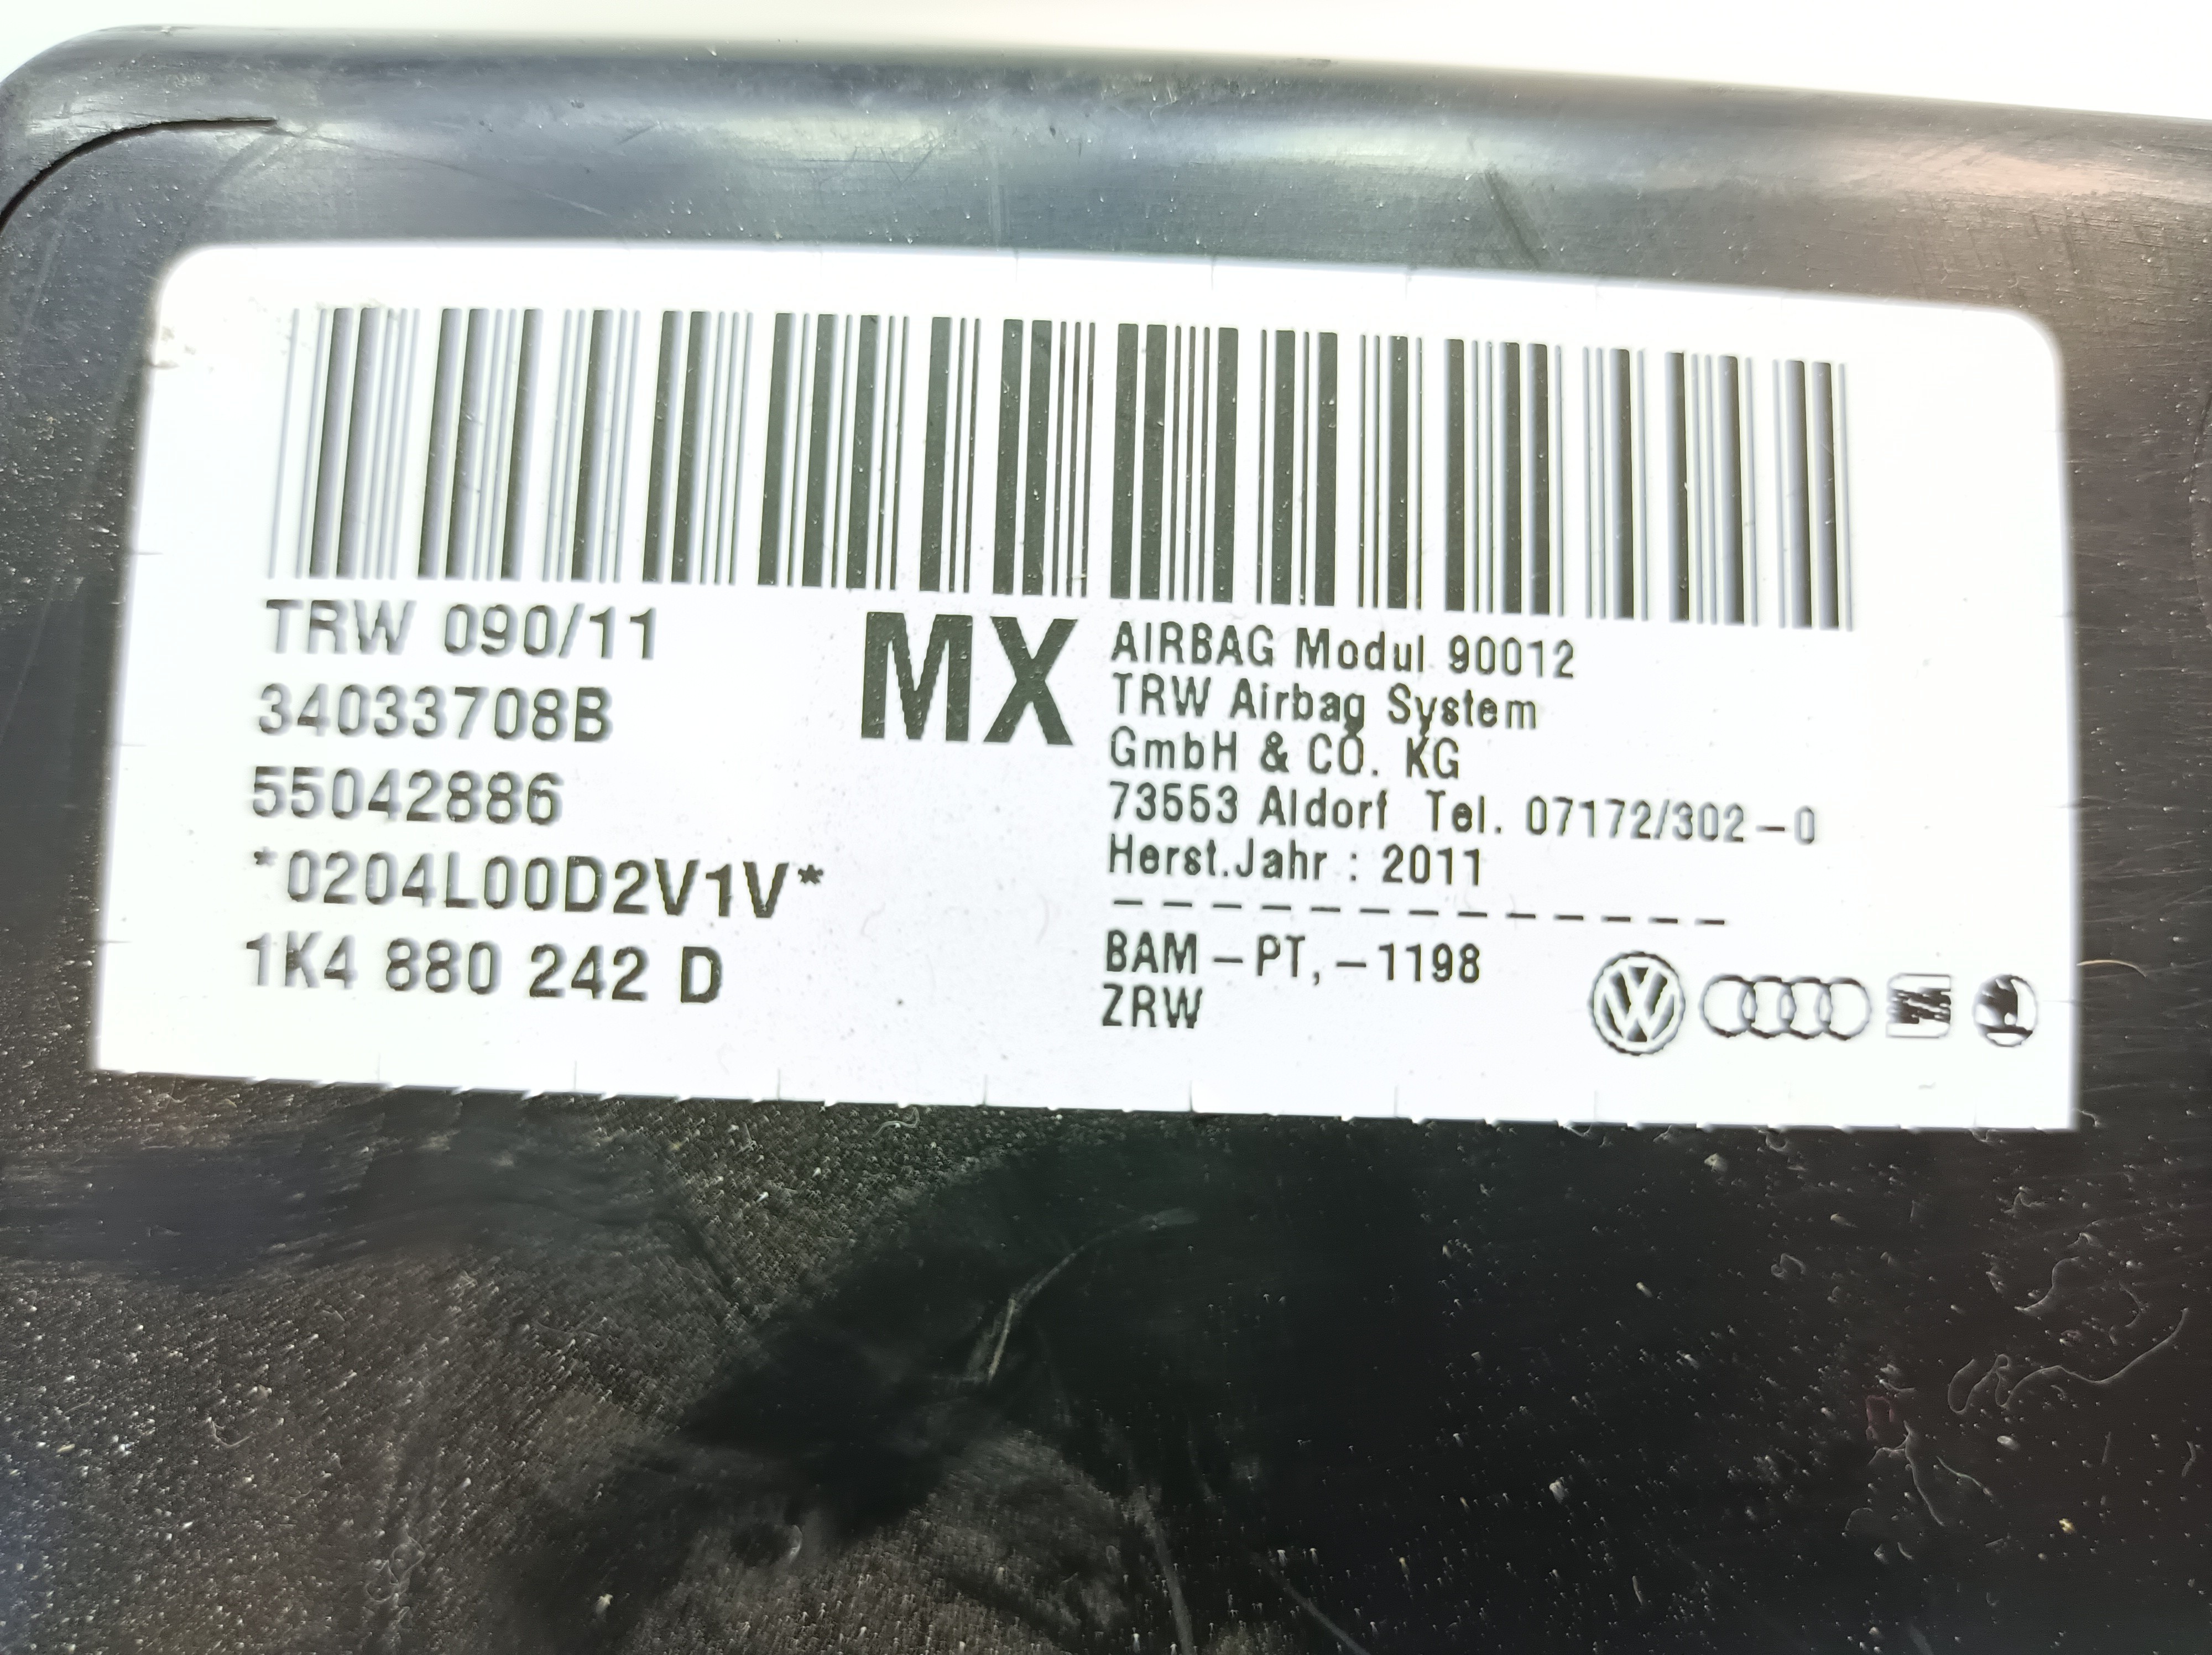 TRW 090/11
34033708B
55042886
*0204L00D2V1V*
1K4 880 242 D
MX
AIRBAG Modul 90012
TRW Airbag System
GmbH & CO. KG
73553 Aldorf Tel. 07172/302-0
Herst.Jahr : 2011
--------------
BAM-PT,-1198
ZRW